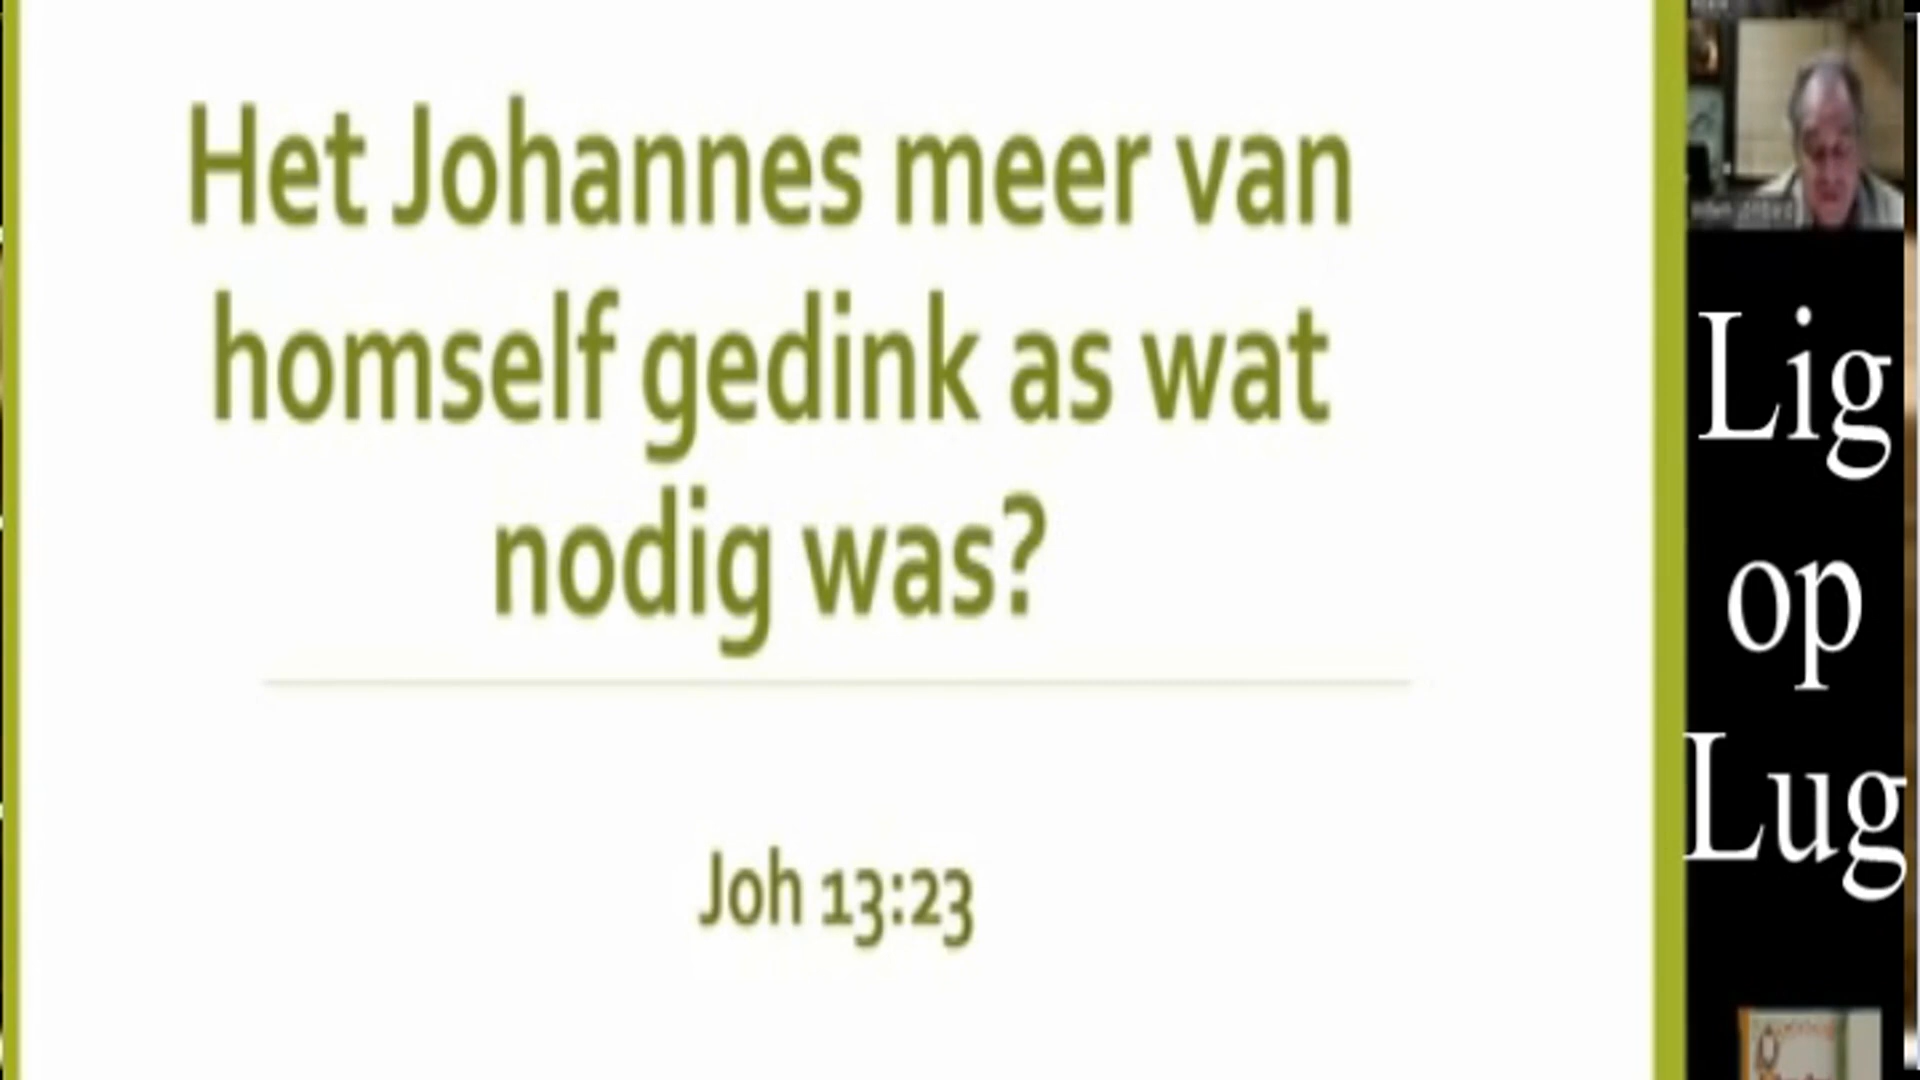 Het Johannes meer van
homself gedink as wat
nodig was?
Joh 13:23
Lig
op
Lug